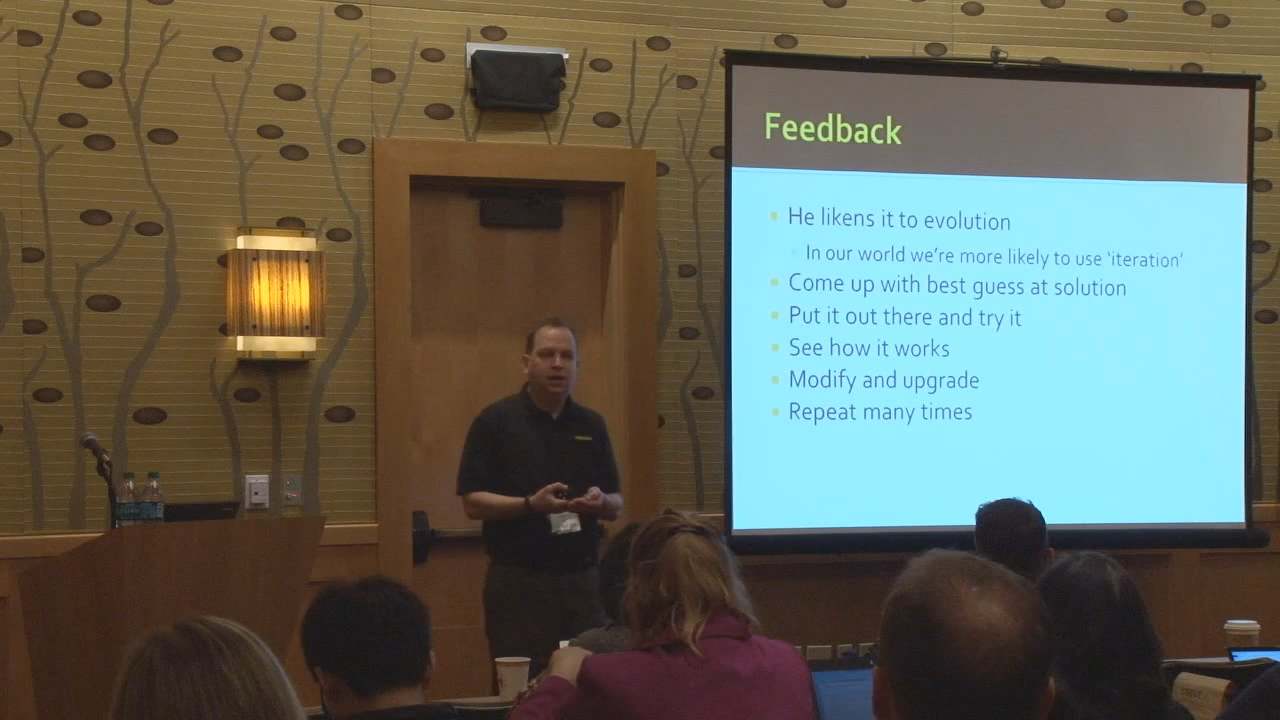 Feedback
He likens it to evolution
In our world we're more likely to use 'iteration'
Come up with best guess at solution
Put it out there and try it
See how it works
Modify and upgrade
Repeat many times